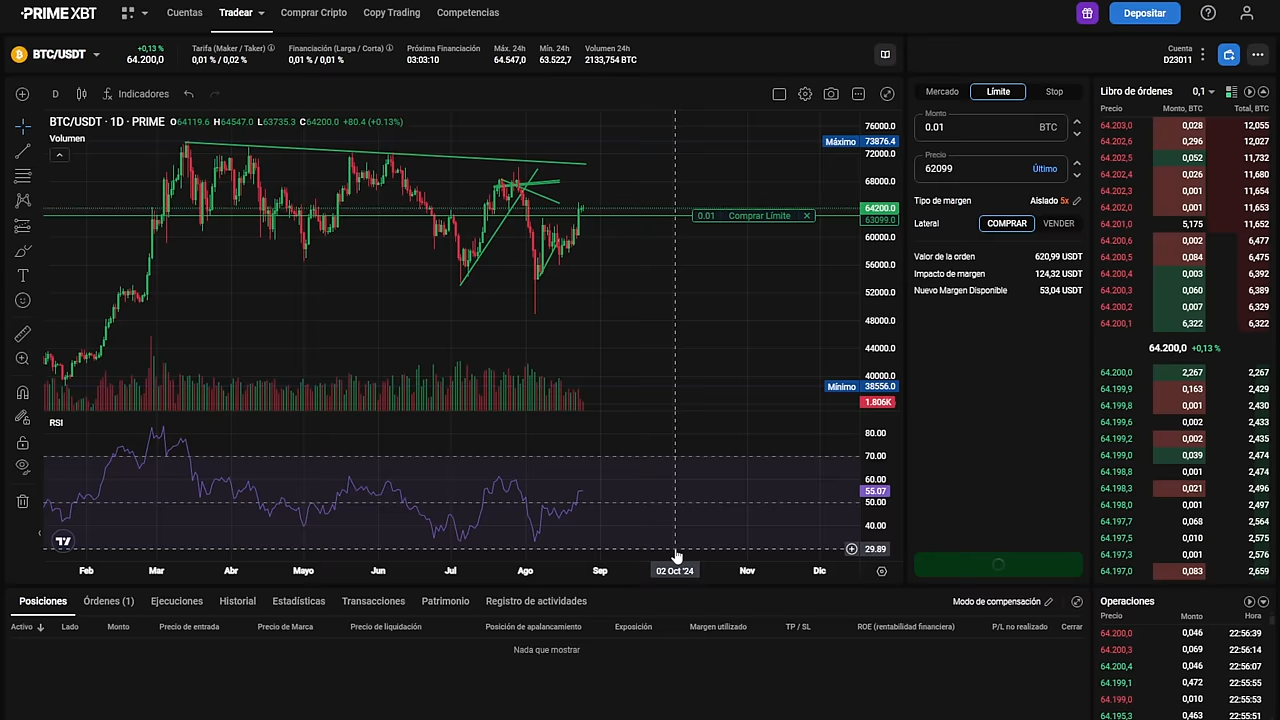 PRIME XBT
Cuentas
Tradear
Comprar Cripto
Copy Trading
Competencias
Depositar
BTC/USDT
+0,13 %
64.200,0
Tarifa (Maker / Taker)
0,01 % / 0,02 %
Financiación (Larga / Corta)
0,01 % / 0,01 %
Próxima Financiación
03:03:10
Máx. 24h
64.547,0
Mín. 24h
63.522,7
Volumen 24h
2133,754 BTC
Cuenta
D23011
D
Indicadores
BTC/USDT · 1D · PRIME O64119.6 H64547.0 L63735.3 C64200.0 +80.4 (+0.13%)
Volumen
76000.0
Máximo 73876.4
72000.0
68000.0
64200.0
63099.0
60000.0
56000.0
52000.0
48000.0
44000.0
40000.0
Mínimo 38556.0
1.806K
0.01 Comprar Límite ×
RSI
80.00
70.00
60.00
55.07
50.00
40.00
29.89
Feb Mar Abr Mayo Jun Jul Ago Sep 02 Oct '24 Nov Dic
Mercado Límite Stop
Monto
0.01 BTC
Precio
62099 Último
Tipo de margen Aislado 5x
Lateral COMPRAR VENDER
Valor de la orden 620,99 USDT
Impacto de margen 124,32 USDT
Nuevo Margen Disponible 53,04 USDT
Libro de órdenes 0,1
Precio Monto, BTC Total, BTC
64.203,0 0,028 12,055
64.202,6 0,296 12,027
64.202,5 0,052 11,732
64.202,4 0,026 11,680
64.202,3 0,001 11,654
64.202,0 0,001 11,653
64.201,0 5,175 11,652
64.200,6 0,002 6,477
64.200,5 0,084 6,475
64.200,4 0,003 6,392
64.200,3 0,060 6,389
64.200,2 0,007 6,329
64.200,1 6,322 6,322
64.200,0 +0,13 %
64.200,0 2,267 2,267
64.199,9 0,163 2,429
64.199,8 0,001 2,430
64.199,6 0,002 2,433
64.199,2 0,002 2,435
64.199,0 0,039 2,474
64.198,8 0,001 2,474
64.198,3 0,021 2,496
64.198,0 0,001 2,497
64.197,7 0,068 2,564
64.197,5 0,010 2,575
64.197,3 0,001 2,576
64.197,0 0,083 2,659
Posiciones
Órdenes (1)
Ejecuciones
Historial
Estadísticas
Transacciones
Patrimonio
Registro de actividades
Modo de compensación
Activo Lado Monto Precio de entrada Precio de Marca Precio de liquidación Posición de apalancamiento Exposición Margen utilizado TP / SL ROE (rentabilidad financiera) P/L no realizado Cerrar
Nada que mostrar
Operaciones
Precio Monto Hora
64.200,0 0,046 22:56:39
64.200,3 0,069 22:56:14
64.200,4 0,046 22:56:07
64.199,1 0,472 22:55:55
64.199,0 0,010 22:55:53
64.195,3 0,463 22:55:51